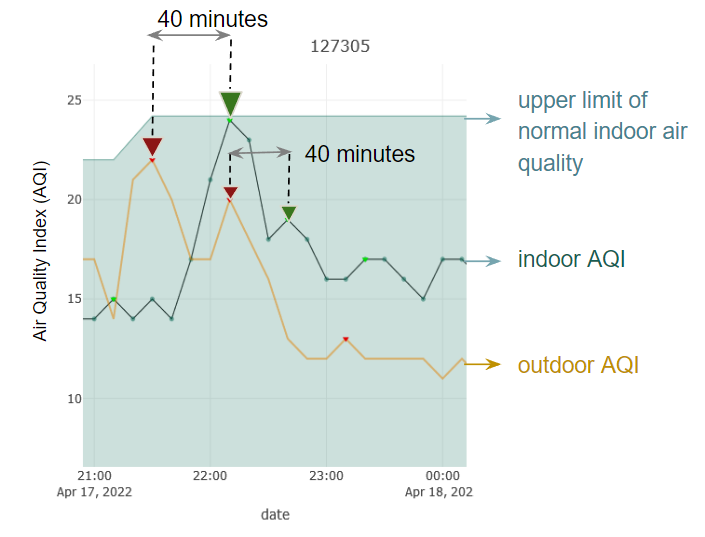 40 minutes
127305
25
20
15
10
Air Quality Index (AQI)
40 minutes
upper limit of
normal indoor air
quality
indoor AQI
outdoor AQI
21:00
Apr 17, 2022
22:00
23:00
00:00
Apr 18, 202
date